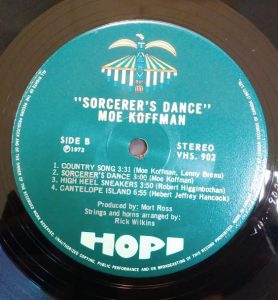 "SORCERER'S DANCE"
MOE KOFFMAN
SIDE B
℗1972
STEREO
VHS. 902
1. COUNTRY SONG 3:31 (Moe Koffman, Lenny Breau)
2. SORCERER'S DANCE 3:00 (Moe Koffman)
3. HIGH HEEL SNEAKERS 3:50 (Robert Higginbothan)
4. CANTELOPE ISLAND 6:55 (Hebert Jeffrey Hancock)
Produced by: Mort Ross
Strings and horns arranged by:
Rick Wilkins
HOPI